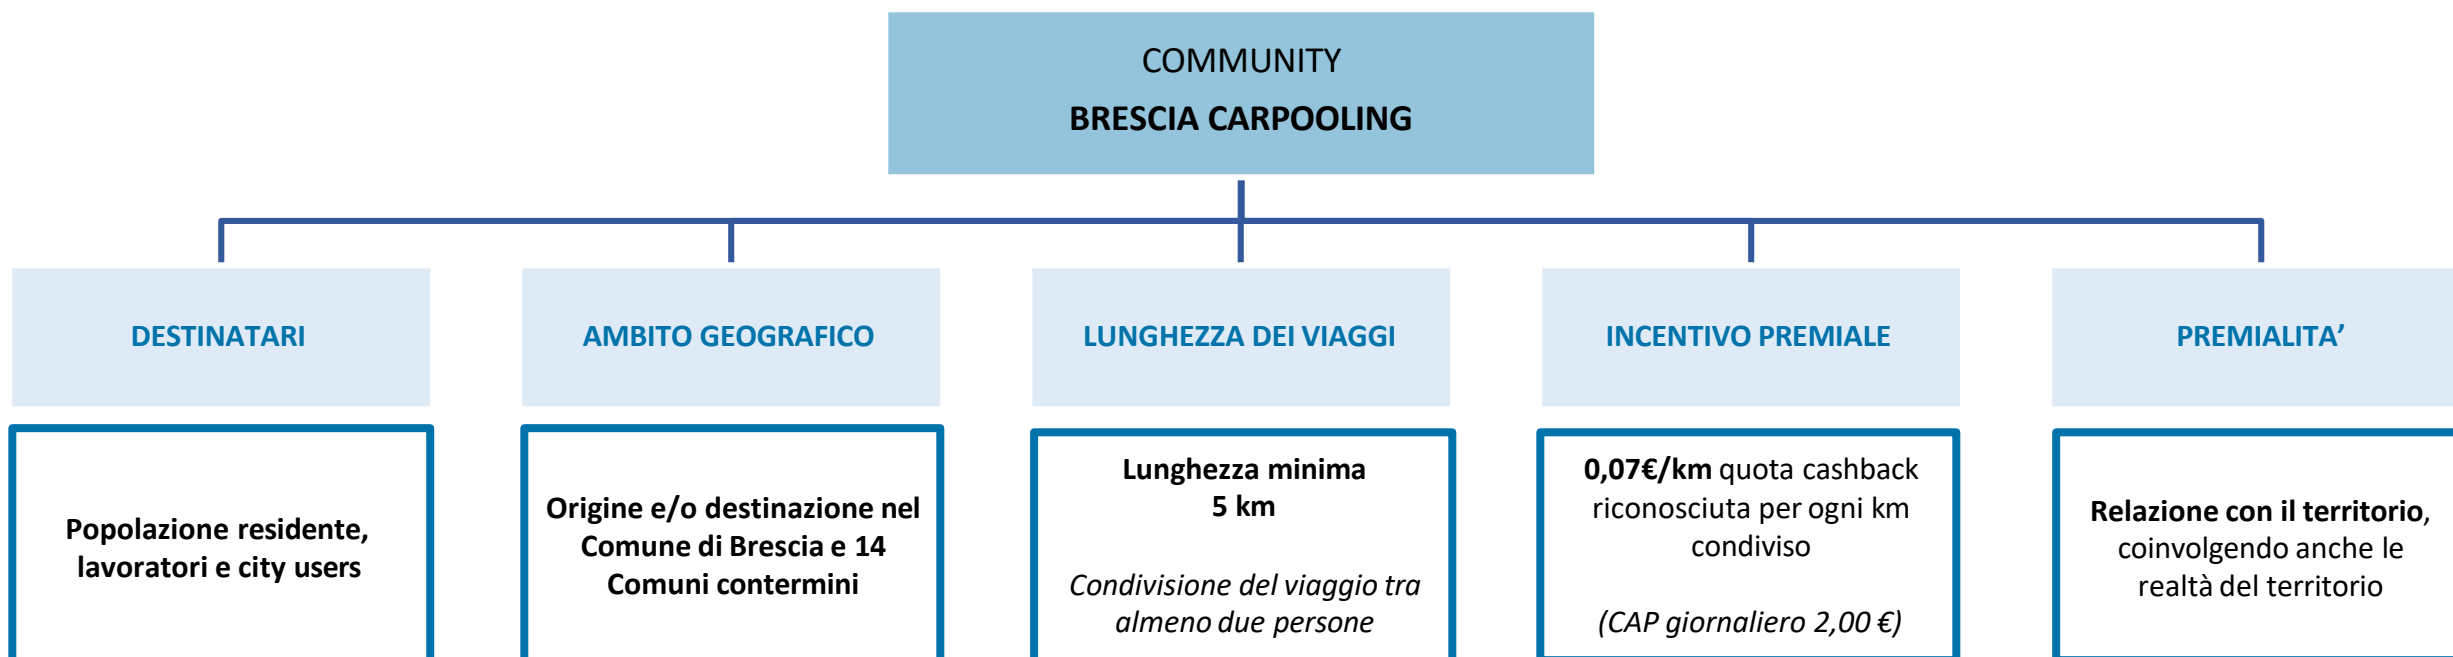 COMMUNITY
BRESCIA CARPOOLING
DESTINATARI
AMBITO GEOGRAFICO
LUNGHEZZA DEI VIAGGI
INCENTIVO PREMIALE
PREMIALITA’
Popolazione residente,
lavoratori e city users
Origine e/o destinazione nel
Comune di Brescia e 14
Comuni contermini
Lunghezza minima
5 km
Condivisione del viaggio tra
almeno due persone
0,07€/km quota cashback
riconosciuta per ogni km
condiviso
(CAP giornaliero 2,00 €)
Relazione con il territorio,
coinvolgendo anche le
realtà del territorio